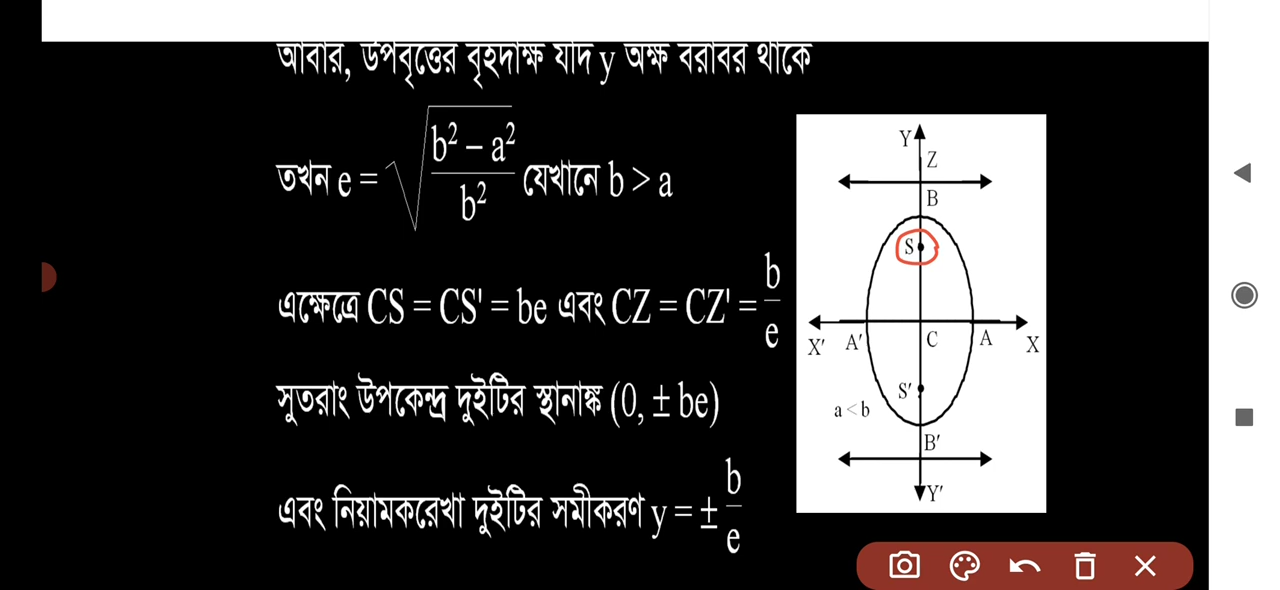 আবার, উপবৃত্তের বৃহদাক্ষ যদি y অক্ষ বরাবর থাকে
তখন e = √((b² – a²)/b²) যেখানে b > a
এক্ষেত্রে CS = CS' = be এবং CZ = CZ' = b/e
সুতরাং উপকেন্দ্র দুইটির স্থানাঙ্ক (0, ± be)
এবং নিয়ামকরেখা দুইটির সমীকরণ y = ± b/e
Y
Z
B
S
X' A' C A X
S'
a < b
B'
Y'